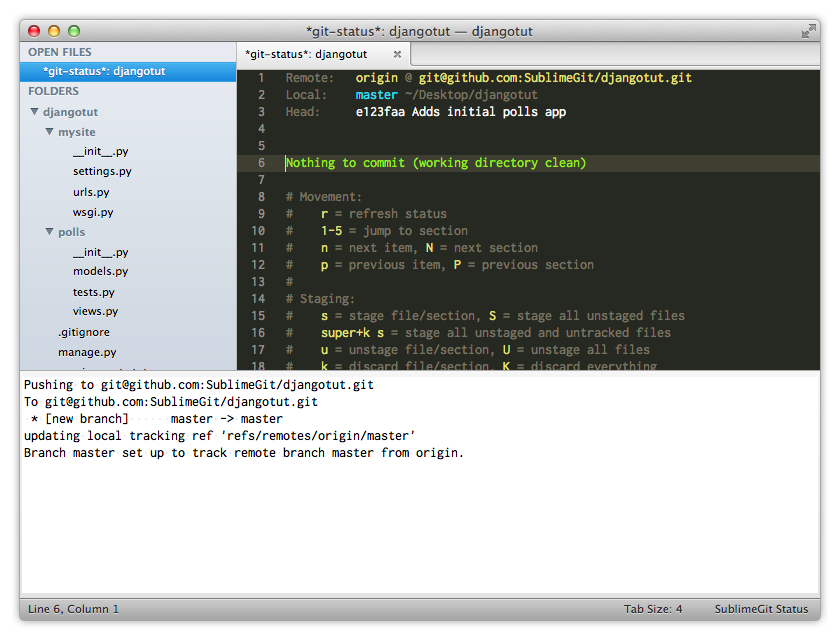 *git-status*: djangotut — djangotut
OPEN FILES
*git-status*: djangotut
FOLDERS
djangotut
mysite
__init__.py
settings.py
urls.py
wsgi.py
polls
__init__.py
models.py
tests.py
views.py
.gitignore
manage.py
*git-status*: djangotut ×
1 Remote: origin @ git@github.com:SublimeGit/djangotut.git
2 Local: master ~/Desktop/djangotut
3 Head: e123faa Adds initial polls app
4
5
6 Nothing to commit (working directory clean)
7
8 # Movement:
9 # r = refresh status
10 # 1-5 = jump to section
11 # n = next item, N = next section
12 # p = previous item, P = previous section
13 #
14 # Staging:
15 # s = stage file/section, S = stage all unstaged files
16 # super+k s = stage all unstaged and untracked files
17 # u = unstage file/section, U = unstage all files
18 # k = discard file/section, K = discard everything
Pushing to git@github.com:SublimeGit/djangotut.git
To git@github.com:SublimeGit/djangotut.git
* [new branch] master -> master
updating local tracking ref 'refs/remotes/origin/master'
Branch master set up to track remote branch master from origin.
Line 6, Column 1 Tab Size: 4 SublimeGit Status